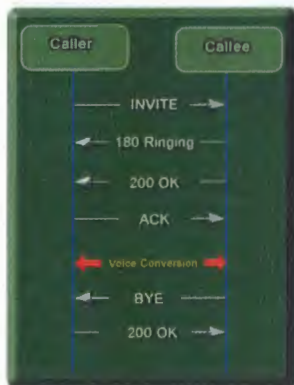 Caller Callee
INVITE
180 Ringing
200 OK
ACK
Voice Conversion
BYE
200 OK